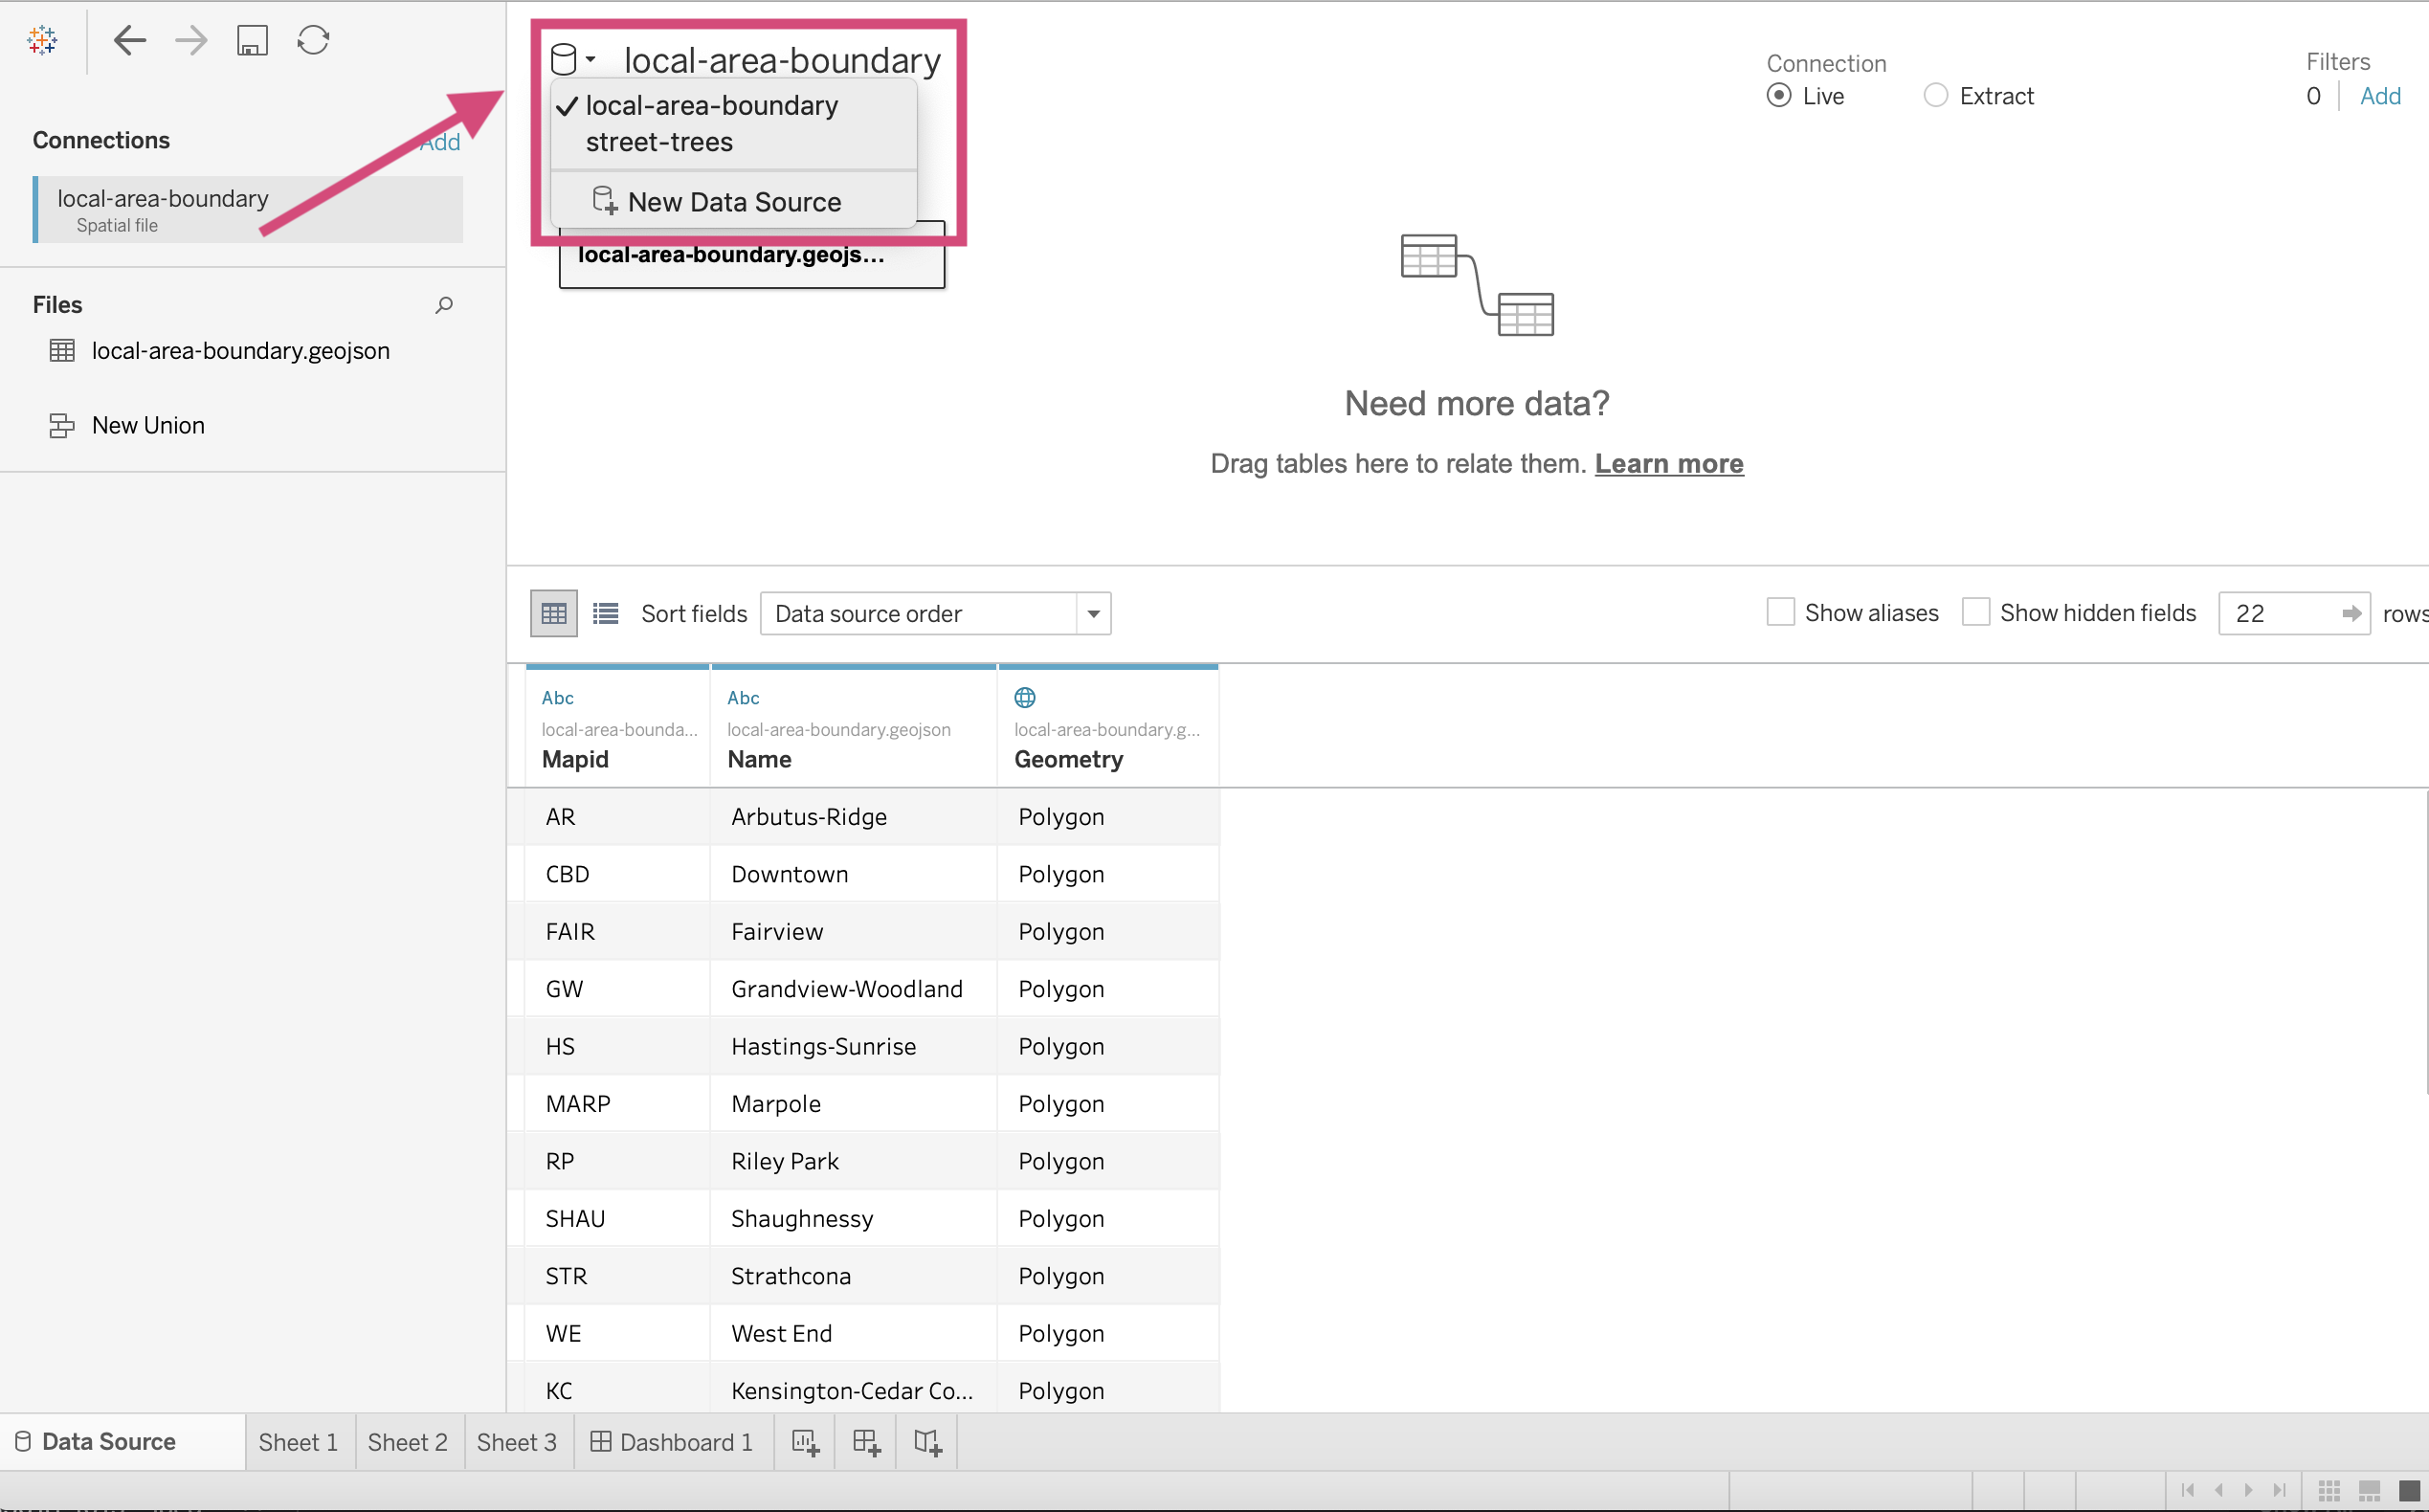 local-area-boundary
local-area-boundary
street-trees
New Data Source
local-area-boundary.geojs...
Connection
Live
Extract
Filters
0
Add
Connections
Add
local-area-boundary
Spatial file
Files
local-area-boundary.geojson
New Union
Need more data?
Drag tables here to relate them. Learn more
Sort fields
Data source order
Show aliases
Show hidden fields
22
rows
Abc
Abc
local-area-bounda...
local-area-boundary.geojson
local-area-boundary.g...
Mapid
Name
Geometry
AR
Arbutus-Ridge
Polygon
CBD
Downtown
Polygon
FAIR
Fairview
Polygon
GW
Grandview-Woodland
Polygon
HS
Hastings-Sunrise
Polygon
MARP
Marpole
Polygon
RP
Riley Park
Polygon
SHAU
Shaughnessy
Polygon
STR
Strathcona
Polygon
WE
West End
Polygon
KC
Kensington-Cedar Co...
Polygon
Data Source
Sheet 1
Sheet 2
Sheet 3
Dashboard 1